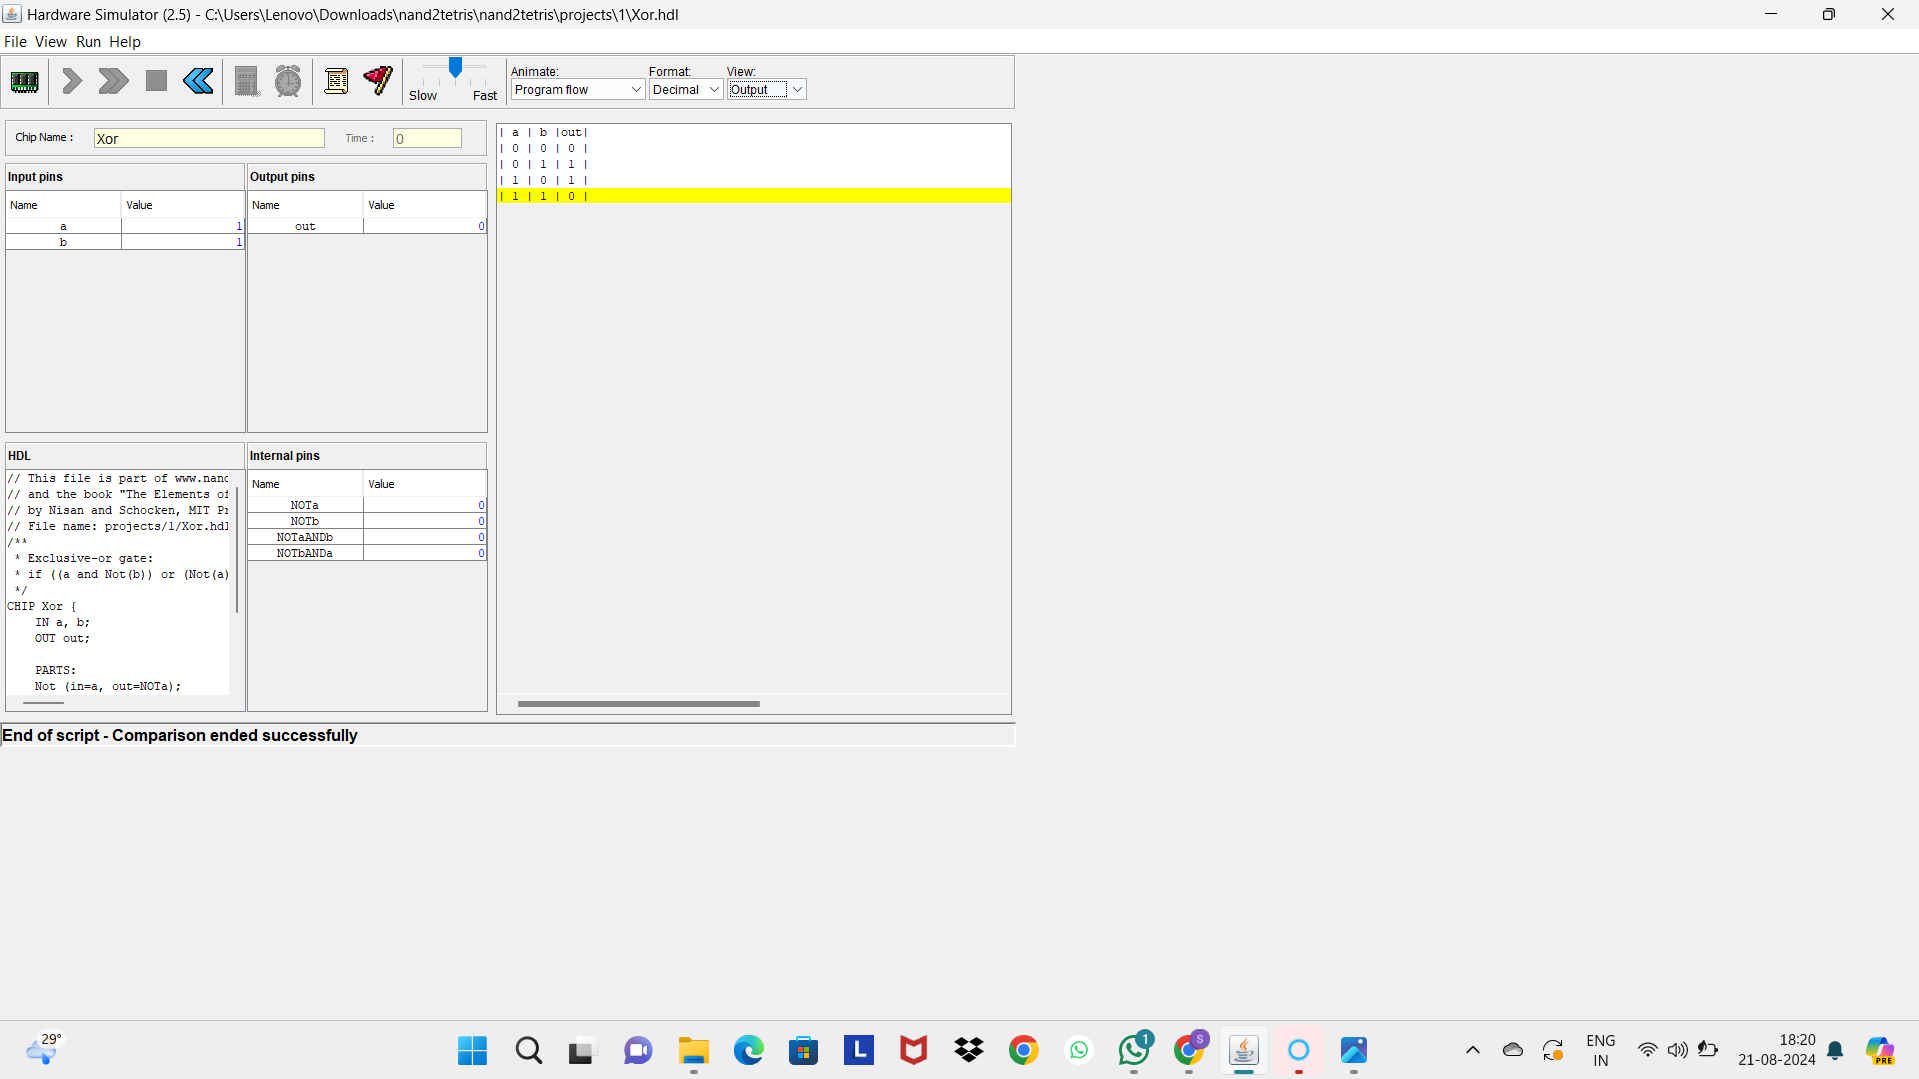 Hardware Simulator (2.5) - C:\Users\Lenovo\Downloads\nand2tetris\nand2tetris\projects\1\Xor.hdl
File View Run Help
Slow Fast
Animate: Format: View:
Program flow Decimal Output
Chip Name : Xor Time : 0
Input pins
Name Value
a 1
b 1
Output pins
Name Value
out 0
| a | b |out|
| 0 | 0 | 0 |
| 0 | 1 | 1 |
| 1 | 0 | 1 |
| 1 | 1 | 0 |
HDL
// This file is part of www.nand
// and the book "The Elements of
// by Nisan and Schocken, MIT Pr
// File name: projects/1/Xor.hdl
/**
* Exclusive-or gate:
* if ((a and Not(b)) or (Not(a)
*/
CHIP Xor {
IN a, b;
OUT out;
PARTS:
Not (in=a, out=NOTa);
Internal pins
Name Value
NOTa 0
NOTb 0
NOTaANDb 0
NOTbANDa 0
End of script - Comparison ended successfully
29°
L
1
S
ENG
IN
18:20
21-08-2024
PRE